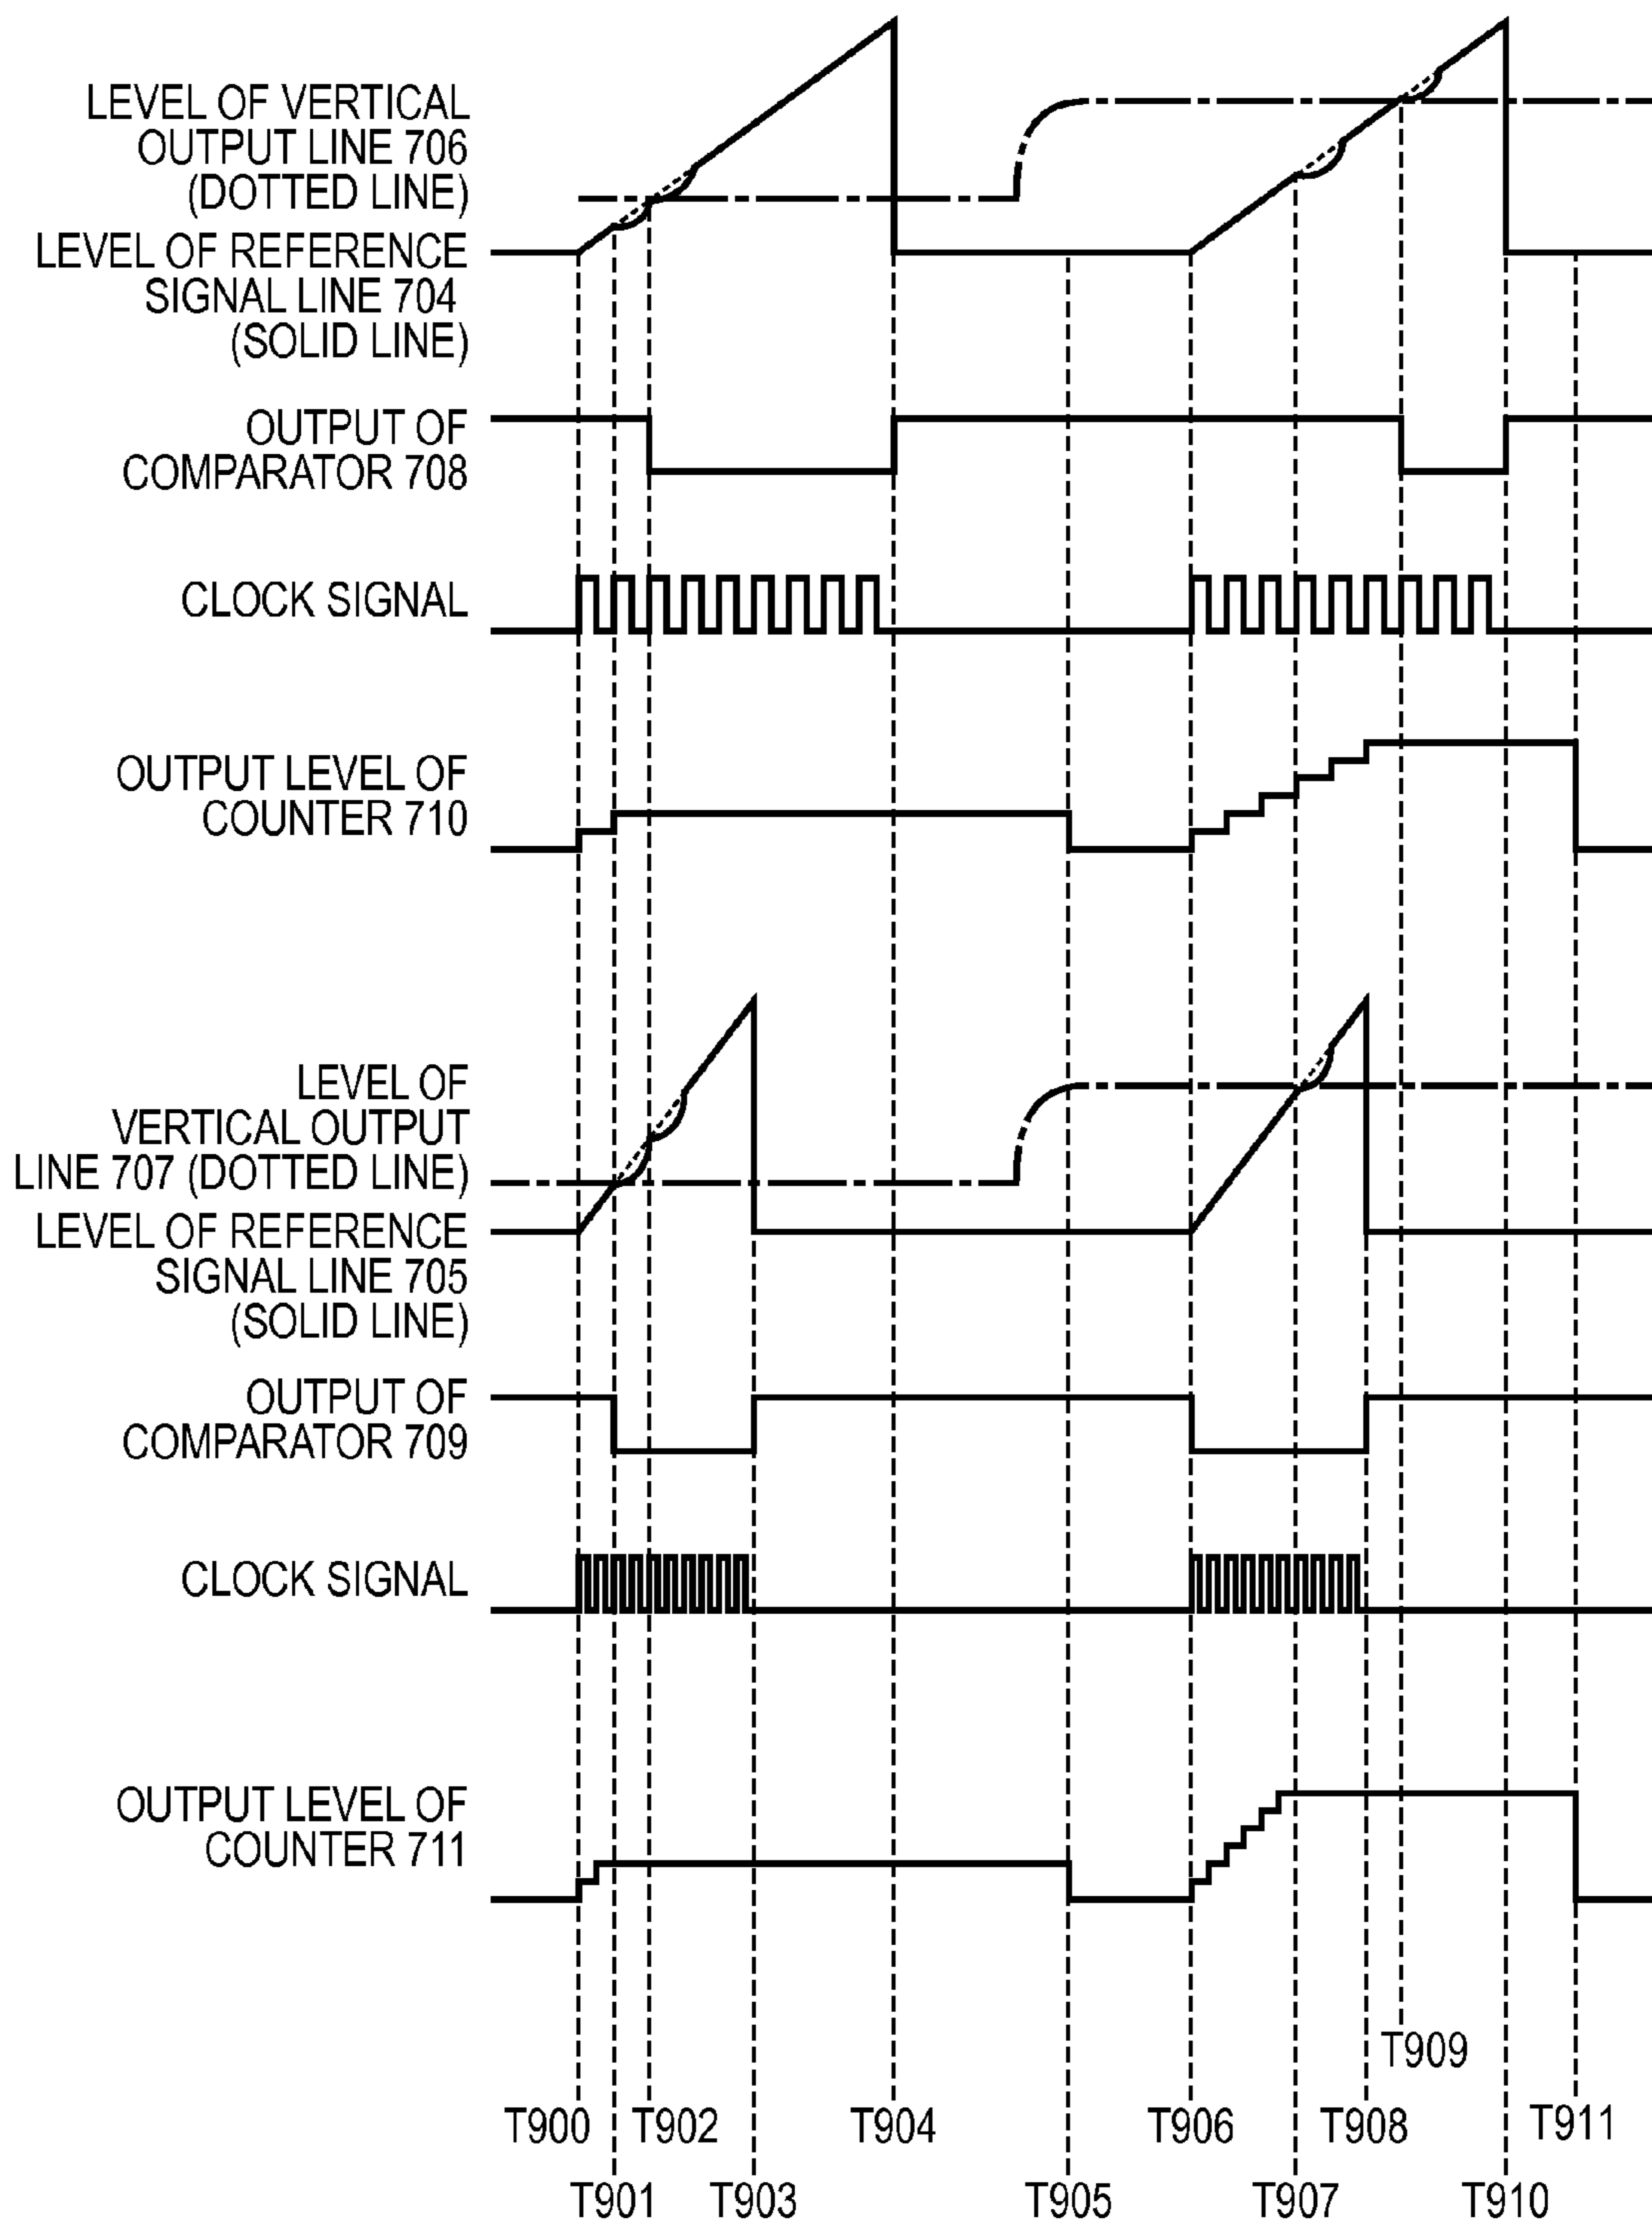 LEVEL OF VERTICAL
OUTPUT LINE 706
(DOTTED LINE)
LEVEL OF REFERENCE
SIGNAL LINE 704
(SOLID LINE)
OUTPUT OF
COMPARATOR 708
CLOCK SIGNAL
OUTPUT LEVEL OF
COUNTER 710
LEVEL OF
VERTICAL OUTPUT
LINE 707 (DOTTED LINE)
LEVEL OF REFERENCE
SIGNAL LINE 705
(SOLID LINE)
OUTPUT OF
COMPARATOR 709
CLOCK SIGNAL
OUTPUT LEVEL OF
COUNTER 711
T909
T900 T902 T904 T906 T908 T911
T901 T903 T905 T907 T910